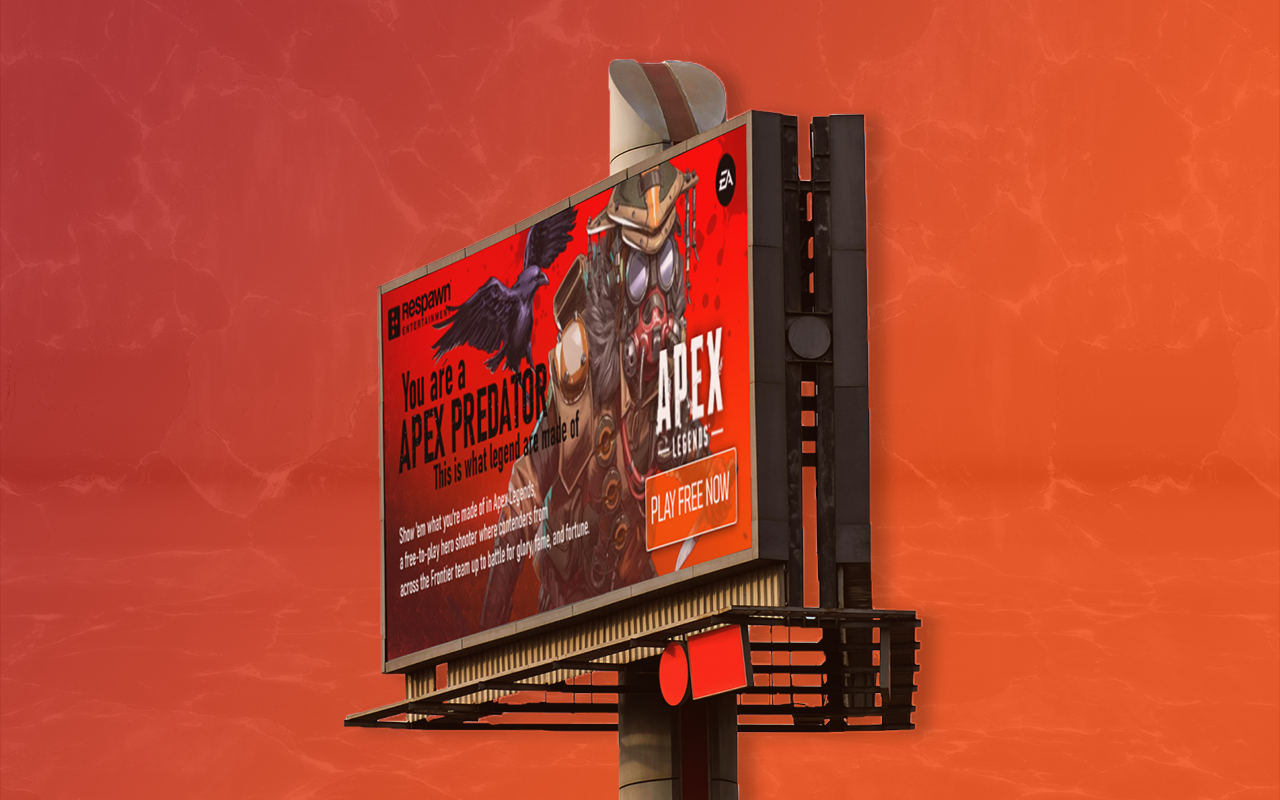 Respawn
ENTERTAINMENT
EA
You are a
APEX PREDATOR
This is what legend are made of
Show 'em what you're made of in Apex Legends,
a free-to-play hero shooter where contenders from
across the Frontier team up to battle for glory, fame, and fortune.
APEX
LEGENDS
PLAY FREE NOW